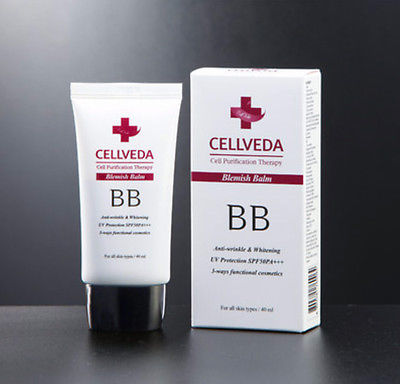 CELLVEDA
Cell Purification Therapy
Blemish Balm
BB
Anti-wrinkle & Whitening
UV Protection SPF50PA+++
3-ways functional cosmetics
For all skin types / 40 ml
CELLVEDA
Cell Purification Therapy
Blemish Balm
BB
Anti-wrinkle & Whitening
UV Protection SPF50PA+++
3-ways functional cosmetics
For all skin types / 40 ml